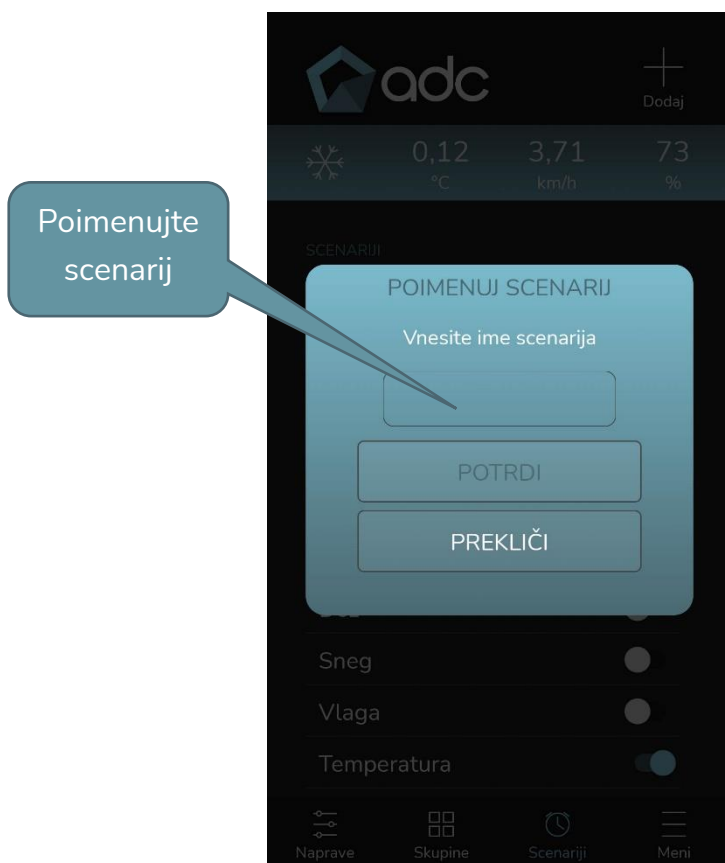 adc
Dodaj
0,12 3,71 73
°C km/h %
Poimenujte
scenarij
SCENARIJI
POIMENUJ SCENARIJ
Vnesite ime scenarija
POTRDI
PREKLIČI
Sneg
Vlaga
Temperatura
Naprave Skupine Scenariji Meni